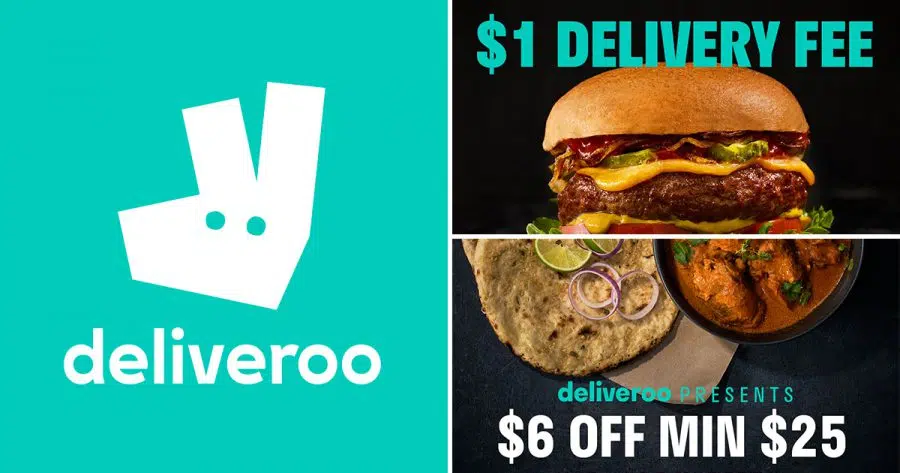 deliveroo
$1 DELIVERY FEE
deliveroo PRESENTS
$6 OFF MIN $25